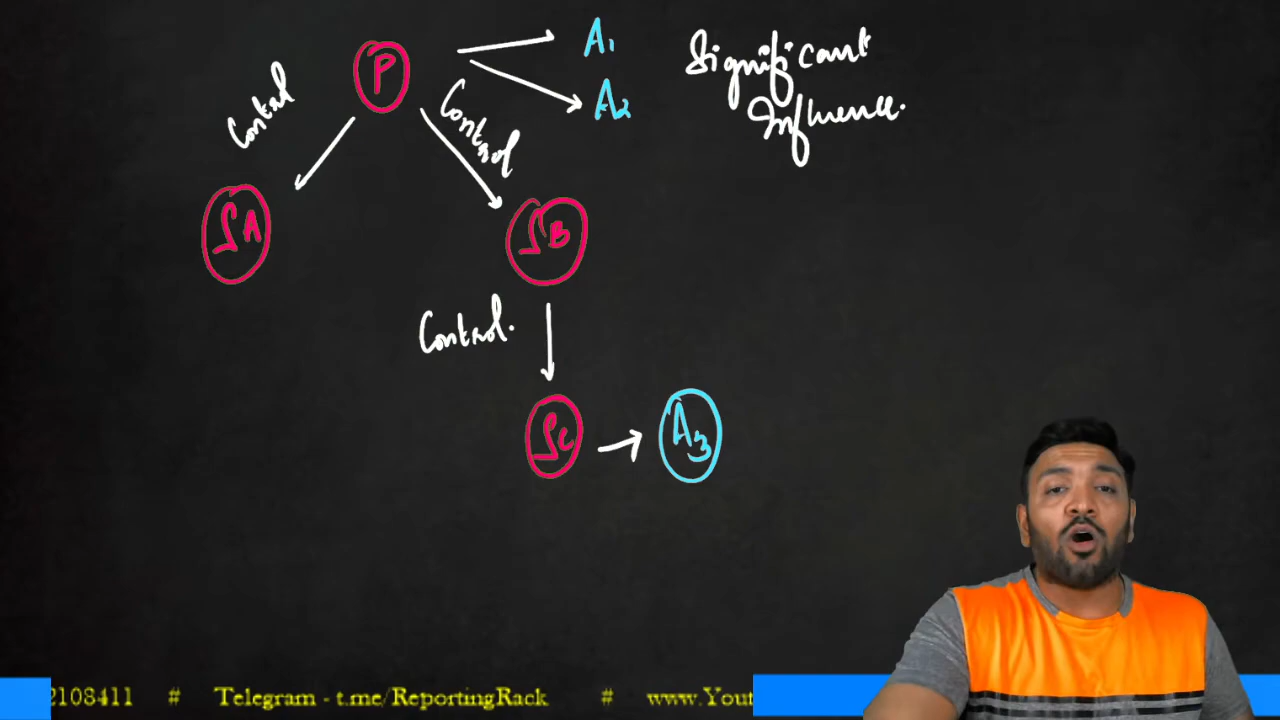 P
A1
A2
Significant
Influence.
Control
Control
SA
SB
Control.
SC
A3
2108411 # Telegram - t.me/ReportingRack # www.Yout